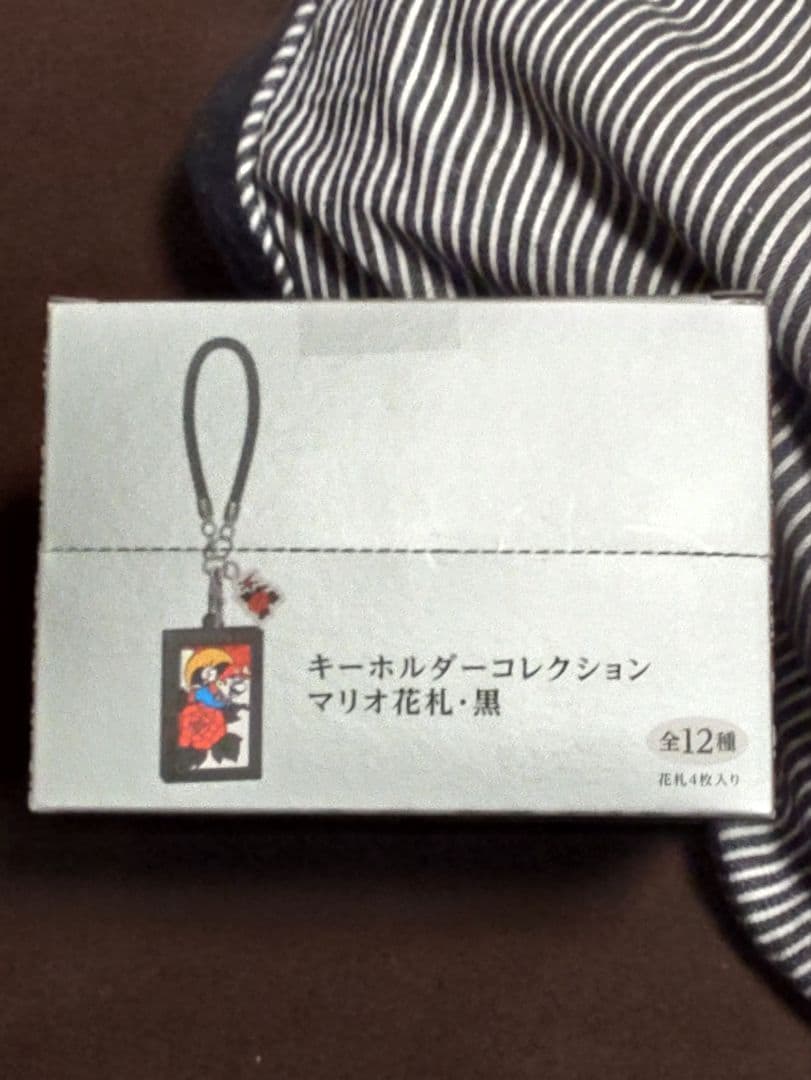 キーホルダーコレクション
マリオ花札・黒
全12種
花札4枚入り